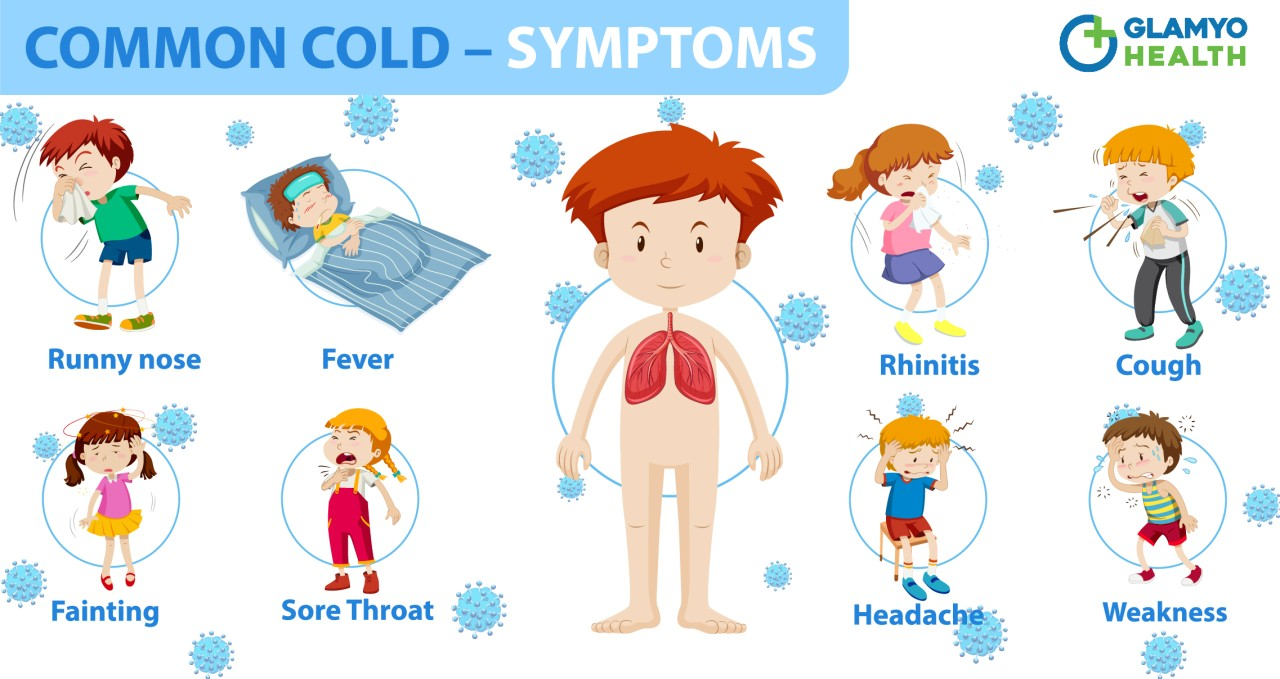 COMMON COLD – SYMPTOMS
GLAMYO
HEALTH
Runny nose
Fever
Rhinitis
Cough
Fainting
Sore Throat
Headache
Weakness